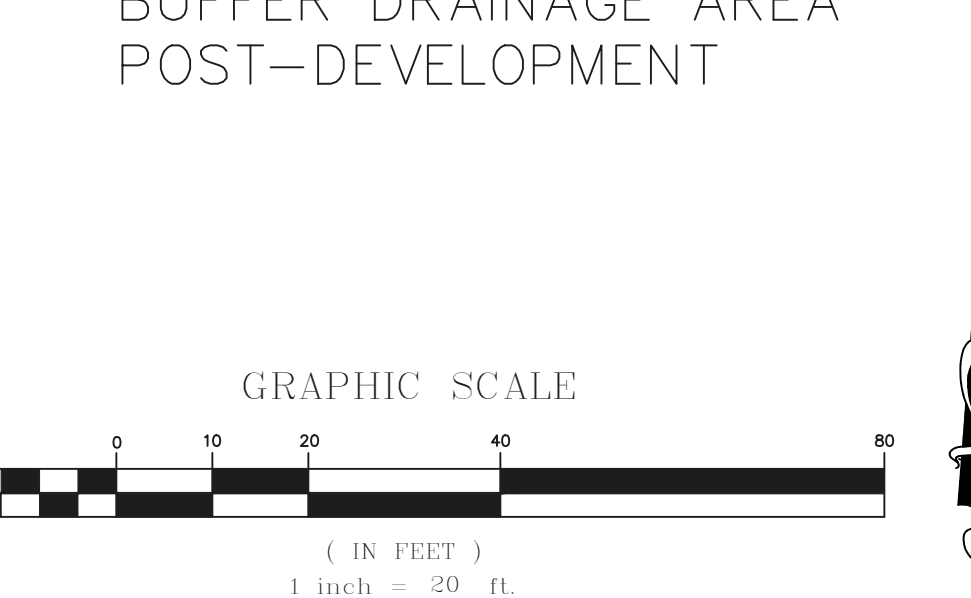 BUFFER DRAINAGE AREA
POST-DEVELOPMENT
GRAPHIC SCALE
0 10 20 40 80
( IN FEET )
1 inch = 20 ft.